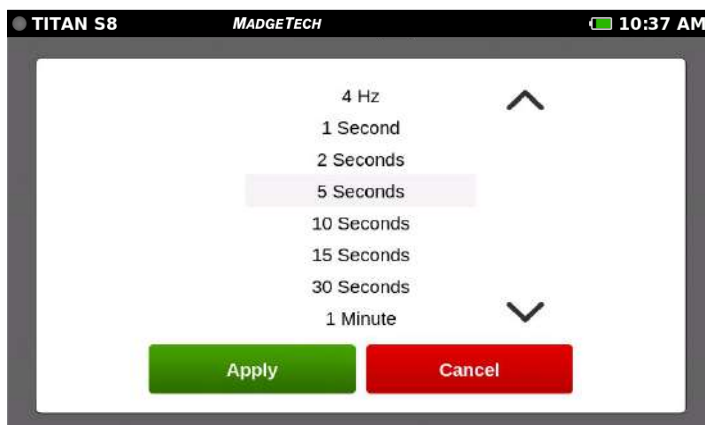 TITAN S8 MADGETECH 10:37 AM
4 Hz
1 Second
2 Seconds
5 Seconds
10 Seconds
15 Seconds
30 Seconds
1 Minute
Apply Cancel